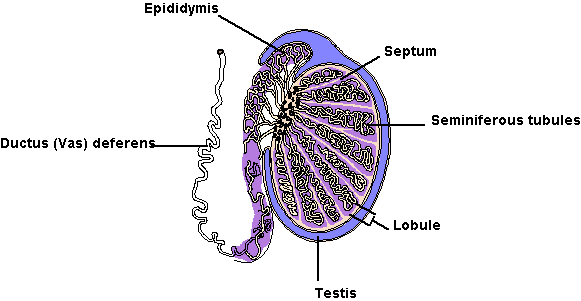 Epididymis
Septum
Seminiferous tubules
Ductus (Vas) deferens
Lobule
Testis